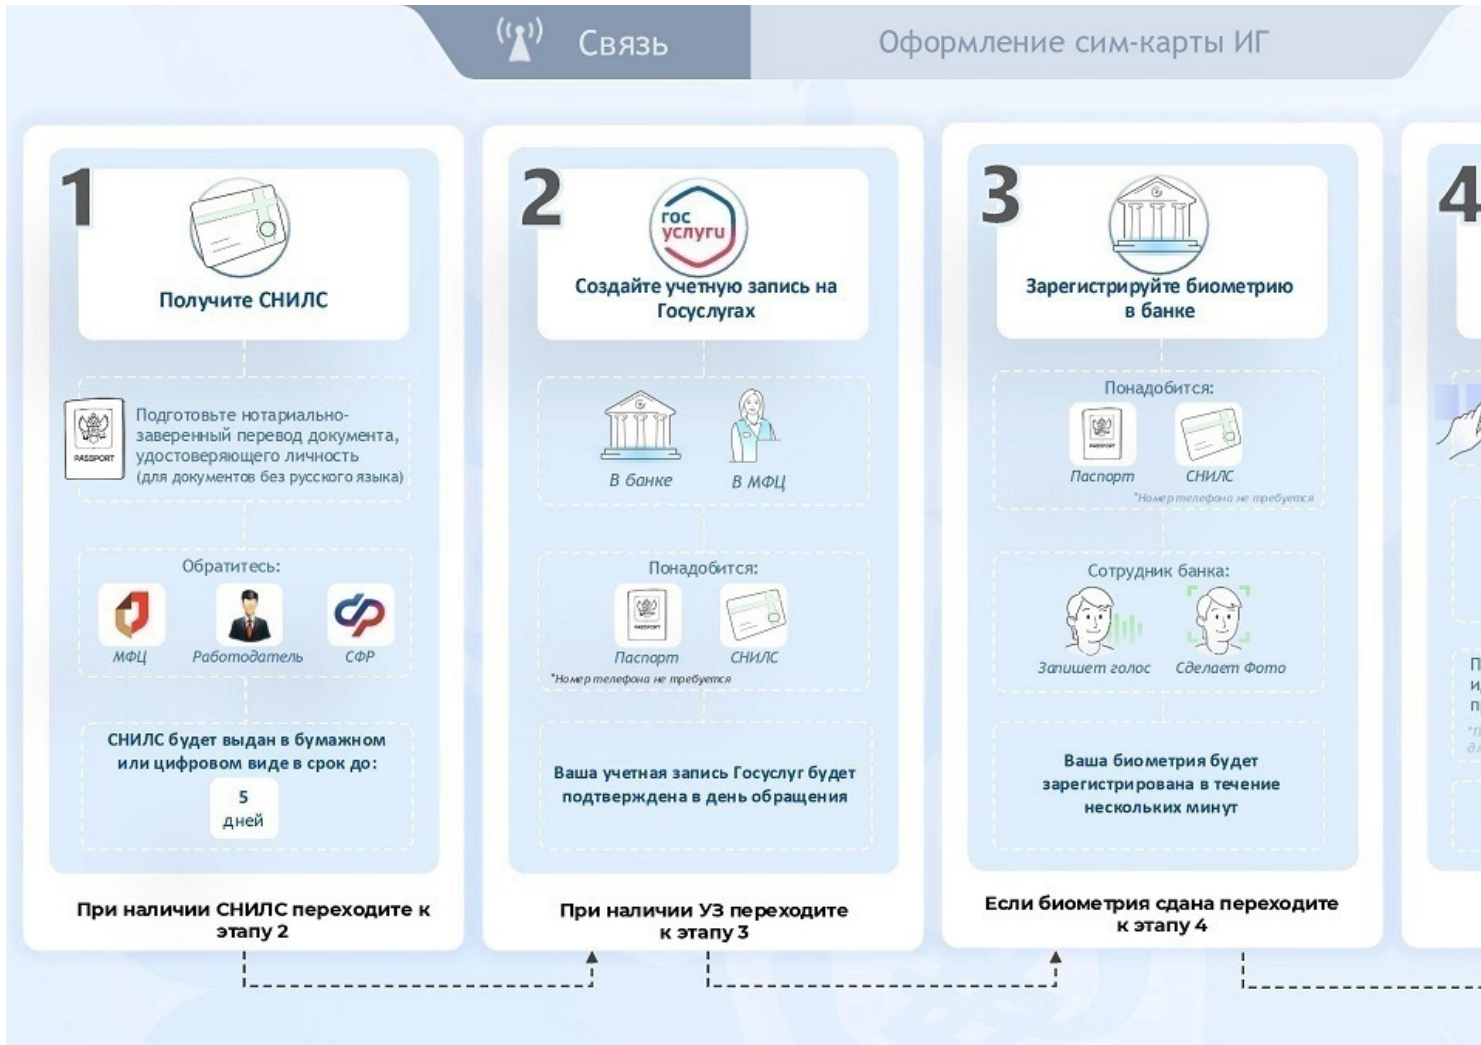 Связь
Оформление сим-карты ИГ
1
Получите СНИЛС
PASSPORT
Подготовьте нотариально-
заверенный перевод документа,
удостоверяющего личность
(для документов без русского языка)
Обратитесь:
МФЦ
Работодатель
СФР
СНИЛС будет выдан в бумажном
или цифровом виде в срок до:
5
дней
При наличии СНИЛС переходите к
этапу 2
2
гос
услуги
Создайте учетную запись на
Госуслугах
В банке
В МФЦ
Понадобится:
PASSPORT
Паспорт
СНИЛС
*Номер телефона не требуется
Ваша учетная запись Госуслуг будет
подтверждена в день обращения
При наличии УЗ переходите
к этапу 3
3
Зарегистрируйте биометрию
в банке
Понадобится:
PASSPORT
Паспорт
СНИЛС
*Номер телефона не требуется
Сотрудник банка:
Запишет голос
Сделает Фото
Ваша биометрия будет
зарегистрирована в течение
нескольких минут
Если биометрия сдана переходите
к этапу 4
4